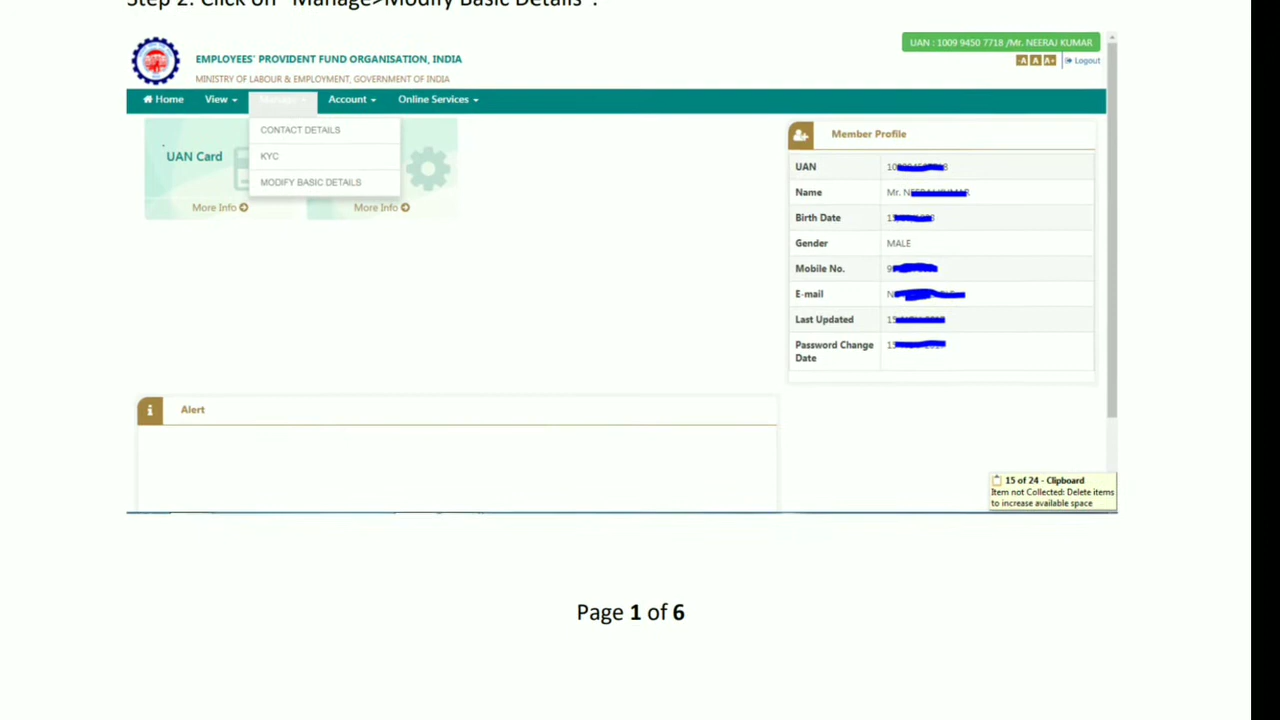 Step 2: Click on "Manage>Modify Basic Details".
UAN : 1009 9450 7718 /Mr. NEERAJ KUMAR
EMPLOYEES' PROVIDENT FUND ORGANISATION, INDIA
MINISTRY OF LABOUR & EMPLOYMENT, GOVERNMENT OF INDIA
-A A A+ Logout
Home View Manage Account Online Services
CONTACT DETAILS
KYC
MODIFY BASIC DETAILS
UAN Card
More Info
More Info
Member Profile
UAN
Name Mr.
Birth Date
Gender MALE
Mobile No.
E-mail
Last Updated
Password Change
Date
Alert
15 of 24 - Clipboard
Item not Collected: Delete items
to increase available space
Page 1 of 6